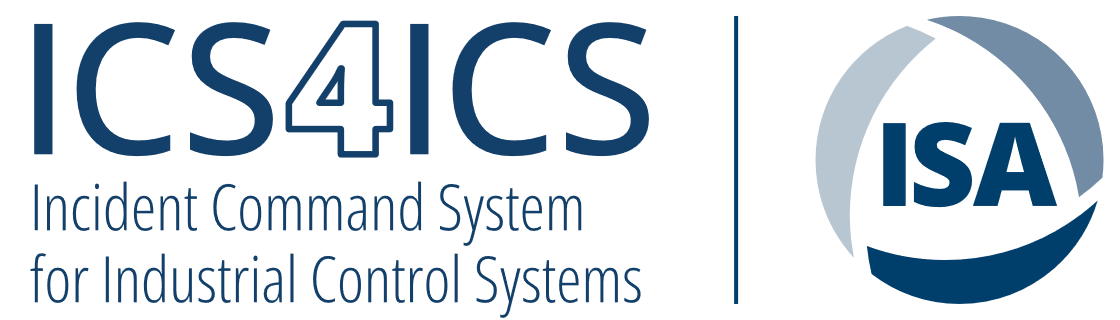 ICS4ICS
Incident Command System
for Industrial Control Systems
ISA